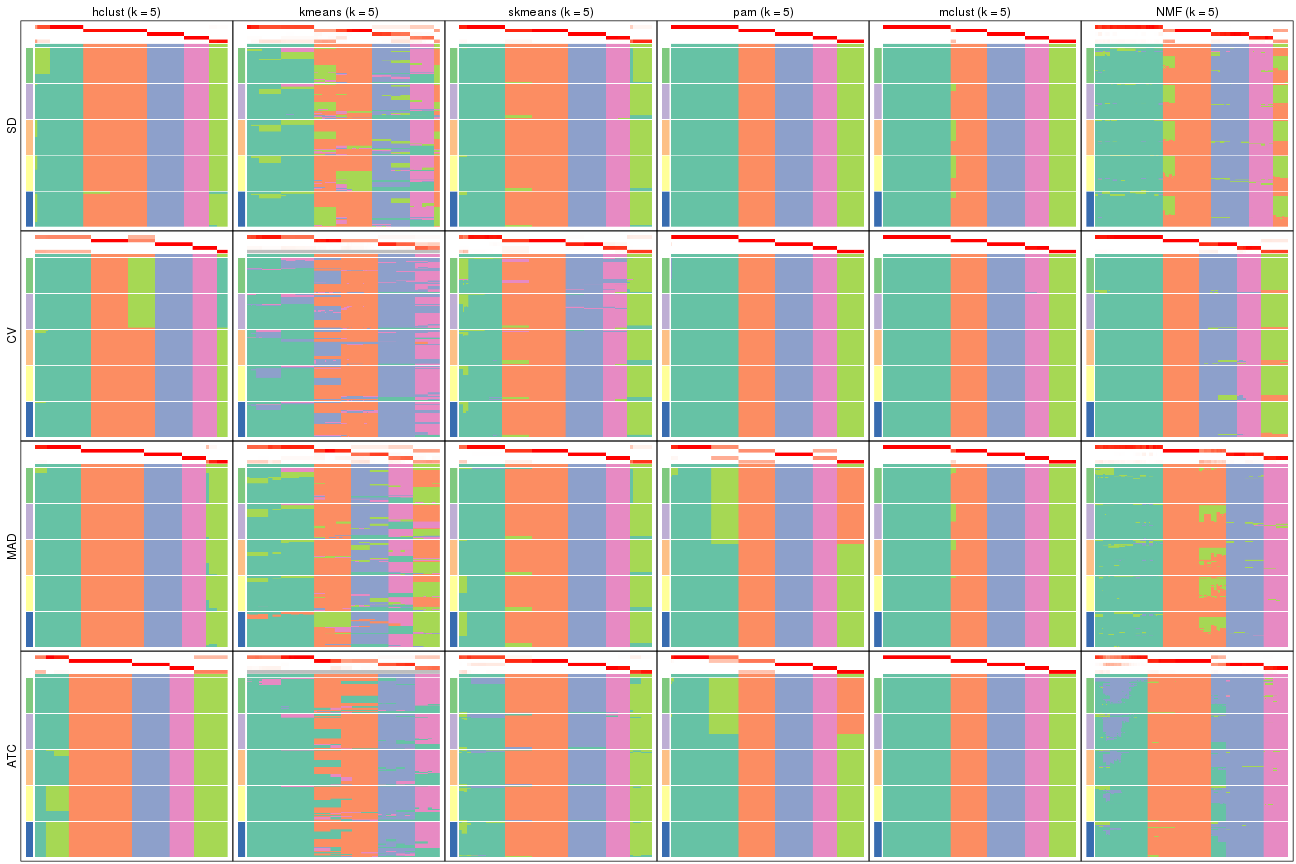 hclust (k = 5) kmeans (k = 5) skmeans (k = 5) pam (k = 5) mclust (k = 5) NMF (k = 5)
SD
CV
MAD
ATC